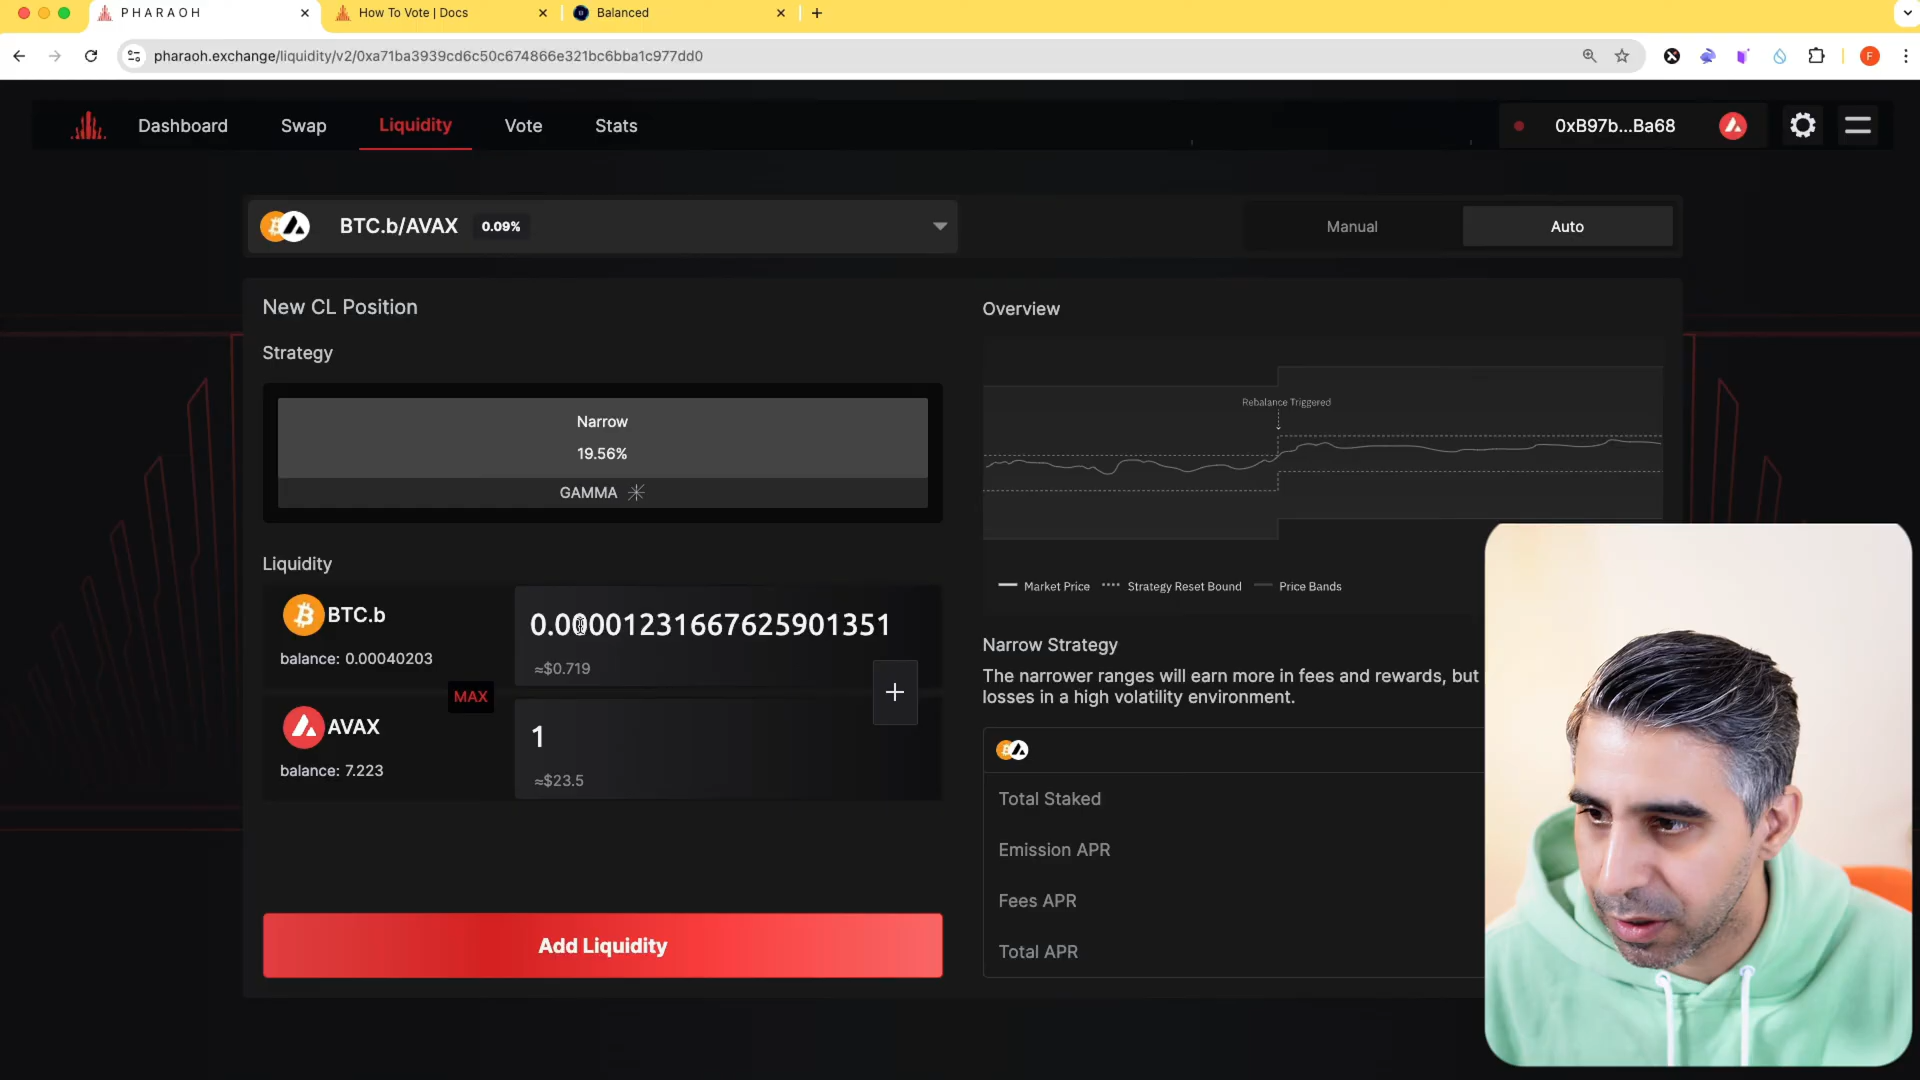 PHARAOH
How To Vote | Docs
Balanced
pharaoh.exchange/liquidity/v2/0xa71ba3939cd6c50c674866e321bc6bba1c977dd0
F
Dashboard
Swap
Liquidity
Vote
Stats
0xB97b...Ba68
BTC.b/AVAX
0.09%
Manual
Auto
New CL Position
Strategy
Narrow
19.56%
GAMMA
Liquidity
BTC.b
balance: 0.00040203
0.00001231667625901351
≈$0.719
MAX
AVAX
balance: 7.223
1
≈$23.5
Add Liquidity
Overview
Rebalance Triggered
Market Price
Strategy Reset Bound
Price Bands
Narrow Strategy
The narrower ranges will earn more in fees and rewards, but
losses in a high volatility environment.
Total Staked
Emission APR
Fees APR
Total APR